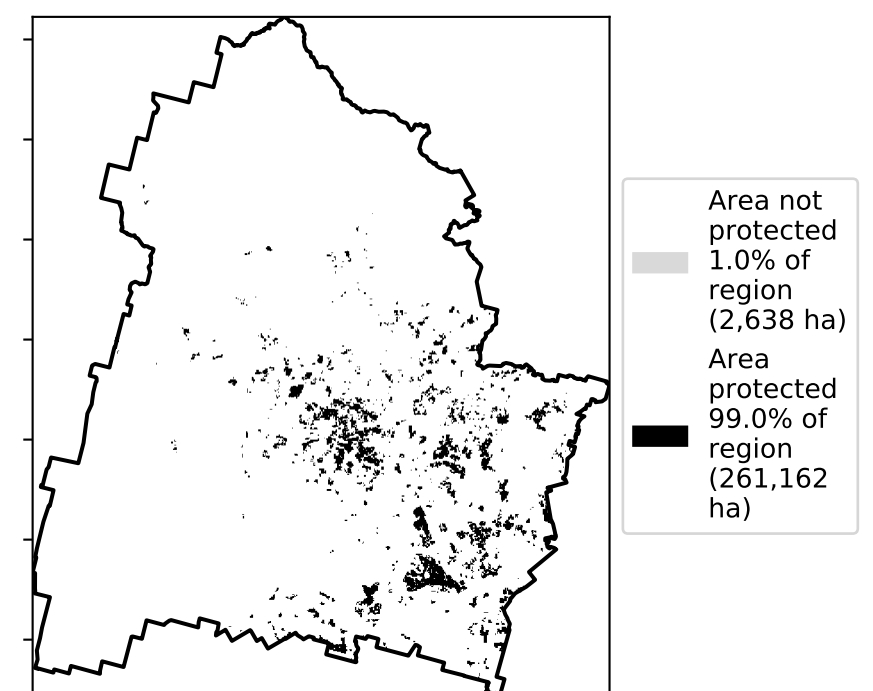 Area not
protected
1.0% of
region
(2,638 ha)
Area
protected
99.0% of
region
(261,162
ha)